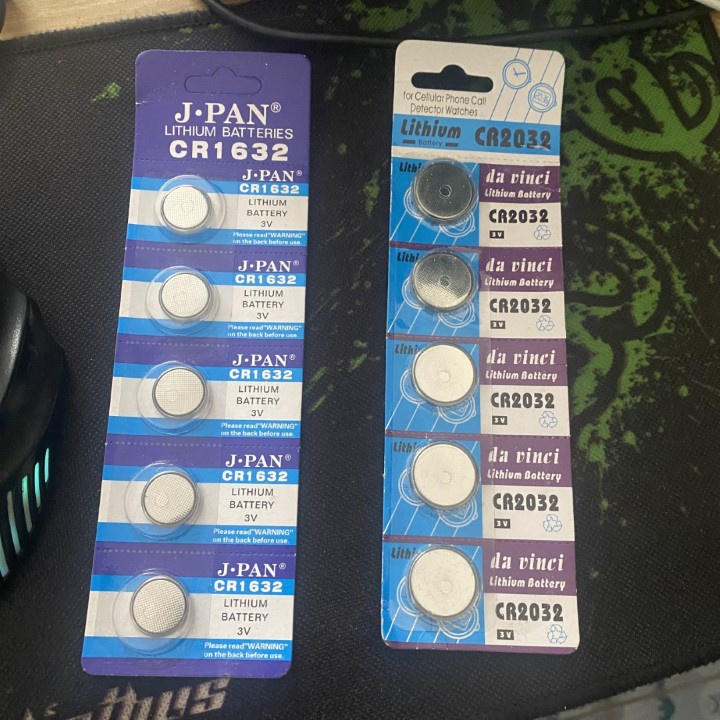 J·PAN®
LITHIUM BATTERIES
CR1632
J·PAN®
CR1632
LITHIUM
BATTERY
3V
Please read"WARNING"
on the back before use.
J·PAN®
CR1632
LITHIUM
BATTERY
3V
Please read"WARNING"
on the back before use.
J·PAN®
CR1632
LITHIUM
BATTERY
3V
Please read"WARNING"
on the back before use.
J·PAN®
CR1632
LITHIUM
BATTERY
3V
Please read"WARNING"
on the back before use.
J·PAN®
CR1632
LITHIUM
BATTERY
3V
Please read"WARNING"
on the back before use.
for Cellular Phone Call
Detector Watches
Lithium CR2032
Battery
da vinci
Lithium Battery
CR2032
3V
da vinci
Lithium Battery
CR2032
3V
da vinci
Lithium Battery
CR2032
3V
da vinci
Lithium Battery
CR2032
3V
da vinci
Lithium Battery
CR2032
3V